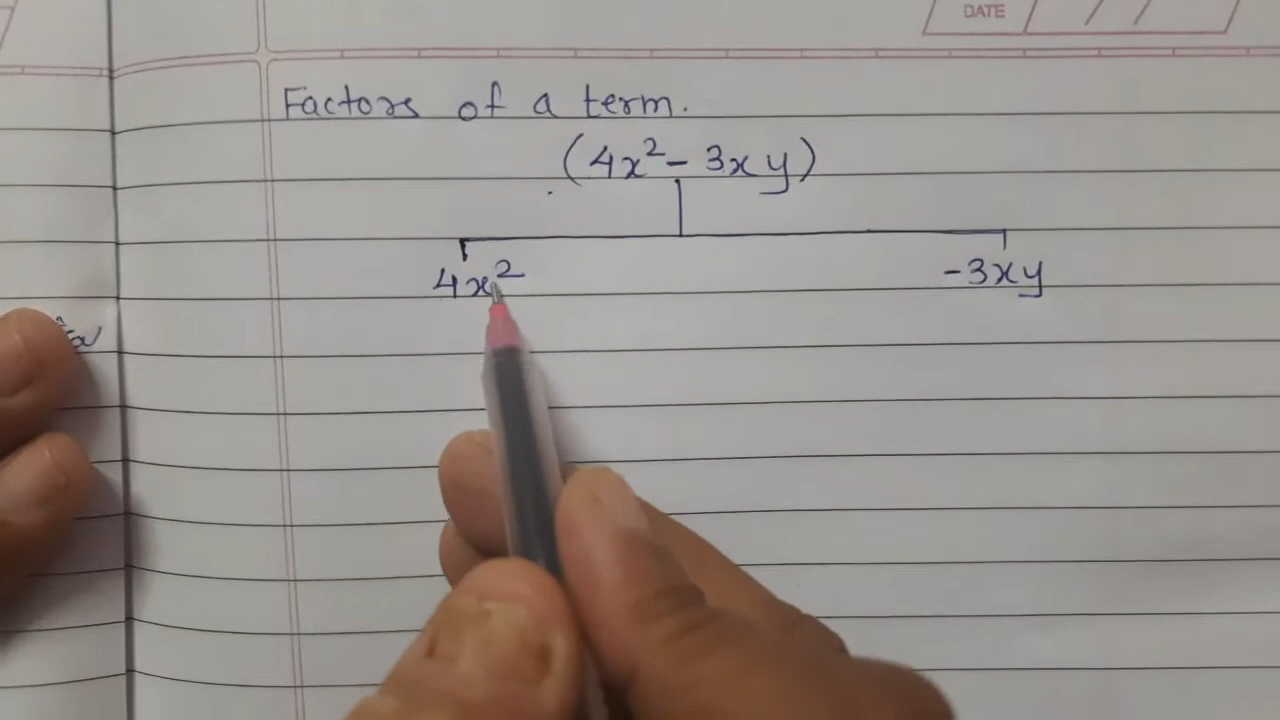 DATE / /
Factors of a term.
(4x² - 3xy)
4x² -3xy